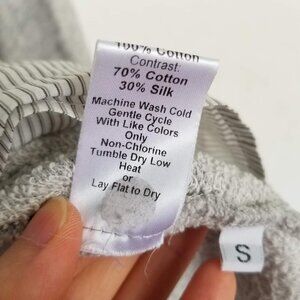 100% Cotton
Contrast:
70% Cotton
30% Silk
Machine Wash Cold
Gentle Cycle
With Like Colors
Only
Non-Chlorine
Tumble Dry Low
Heat
or
Lay Flat to Dry
S